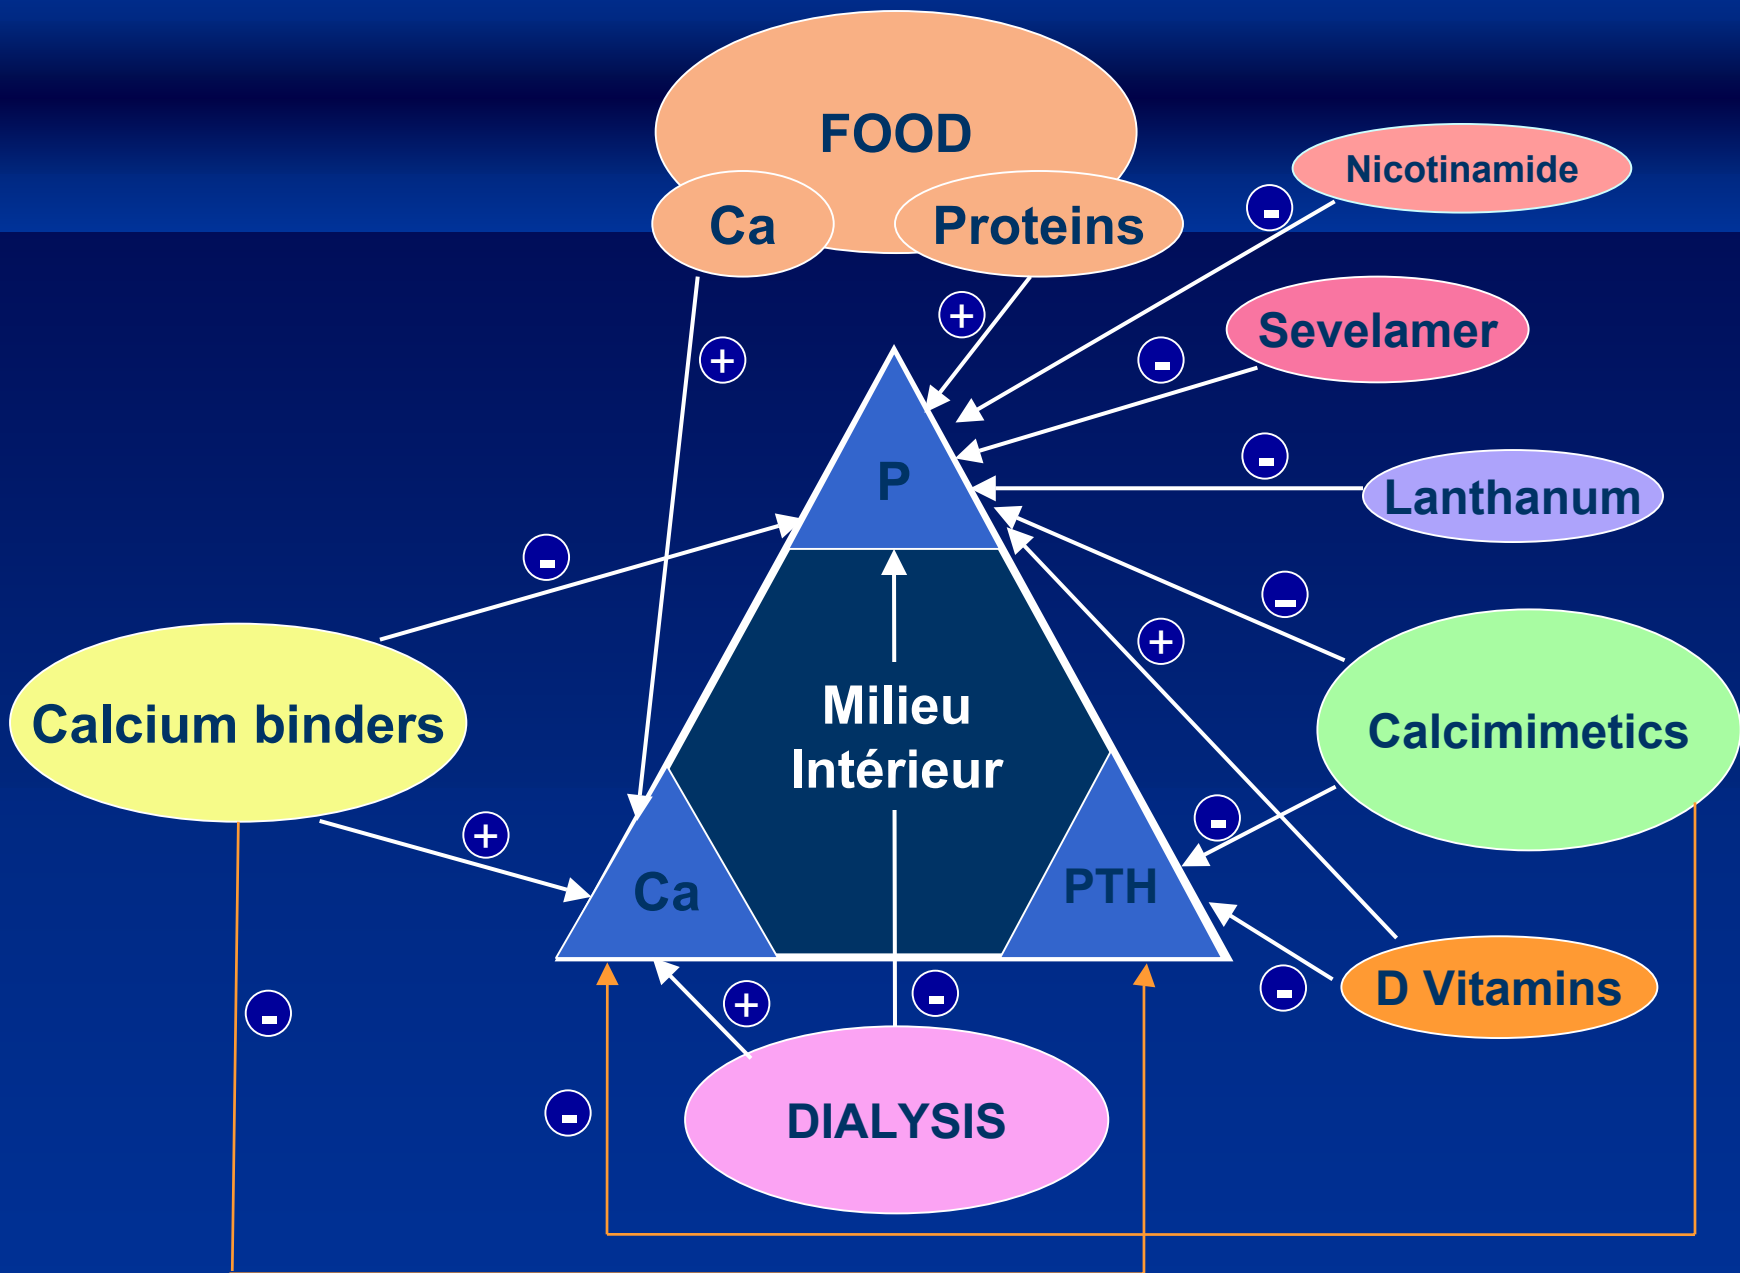 FOOD
Nicotinamide
-
Ca
Proteins
+
Sevelamer
+
-
-
P
Lanthanum
-
-
+
Milieu
Intérieur
Calcium binders
Calcimimetics
+
-
Ca
PTH
-
+
-
-
D Vitamins
-
DIALYSIS